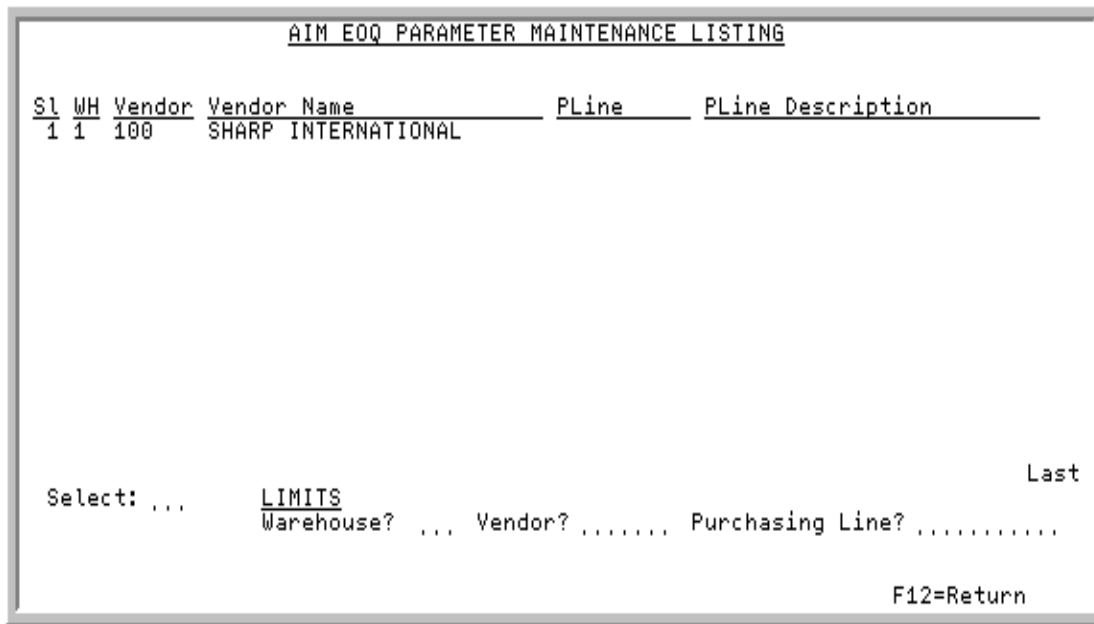 AIM EOQ PARAMETER MAINTENANCE LISTING
Sl WH Vendor Vendor Name PLine PLine Description
1 1 100 SHARP INTERNATIONAL
Last
Select: ... LIMITS
Warehouse? ... Vendor? ....... Purchasing Line? ...........
F12=Return